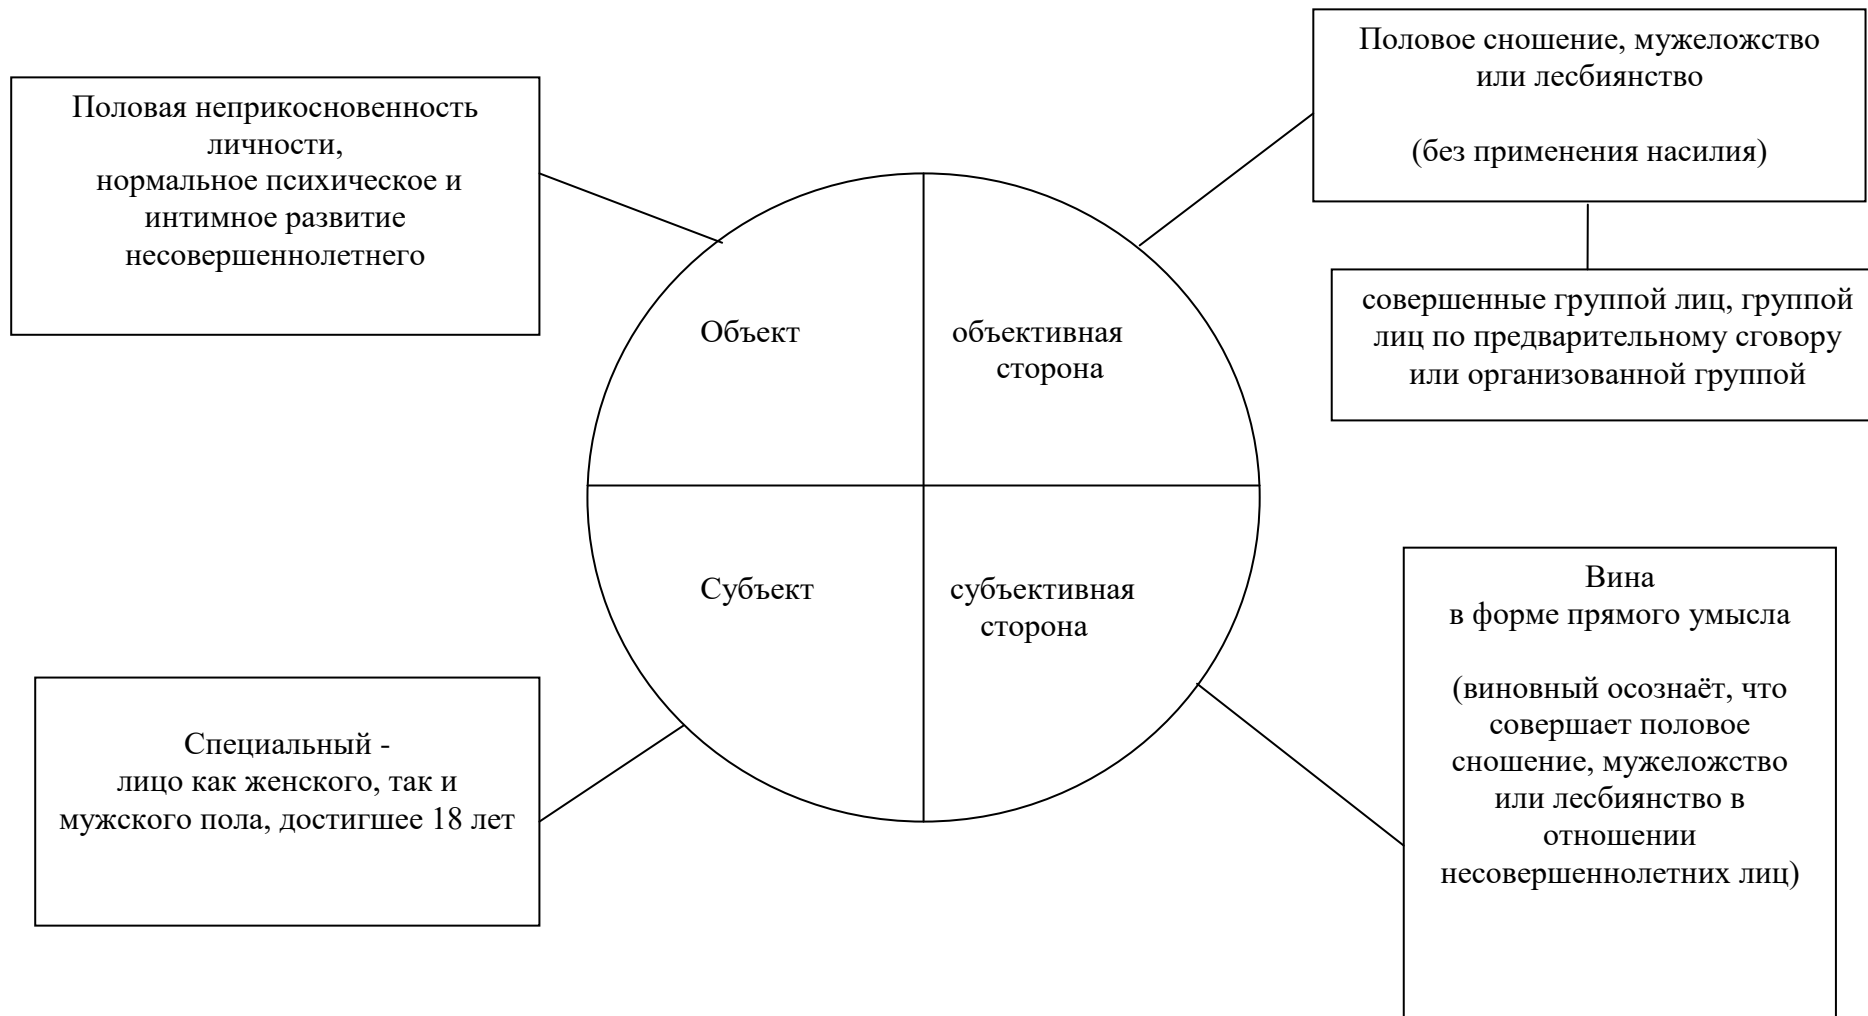 Половая неприкосновенность
личности,
нормальное психическое и
интимное развитие
несовершеннолетнего
Половое сношение, мужеложство
или лесбиянство
(без применения насилия)
совершенные группой лиц, группой
лиц по предварительному сговору
или организованной группой
Объект
объективная
сторона
Субъект
субъективная
сторона
Специальный -
лицо как женского, так и
мужского пола, достигшее 18 лет
Вина
в форме прямого умысла
(виновный осознаёт, что
совершает половое
сношение, мужеложство
или лесбиянство в
отношении
несовершеннолетних лиц)